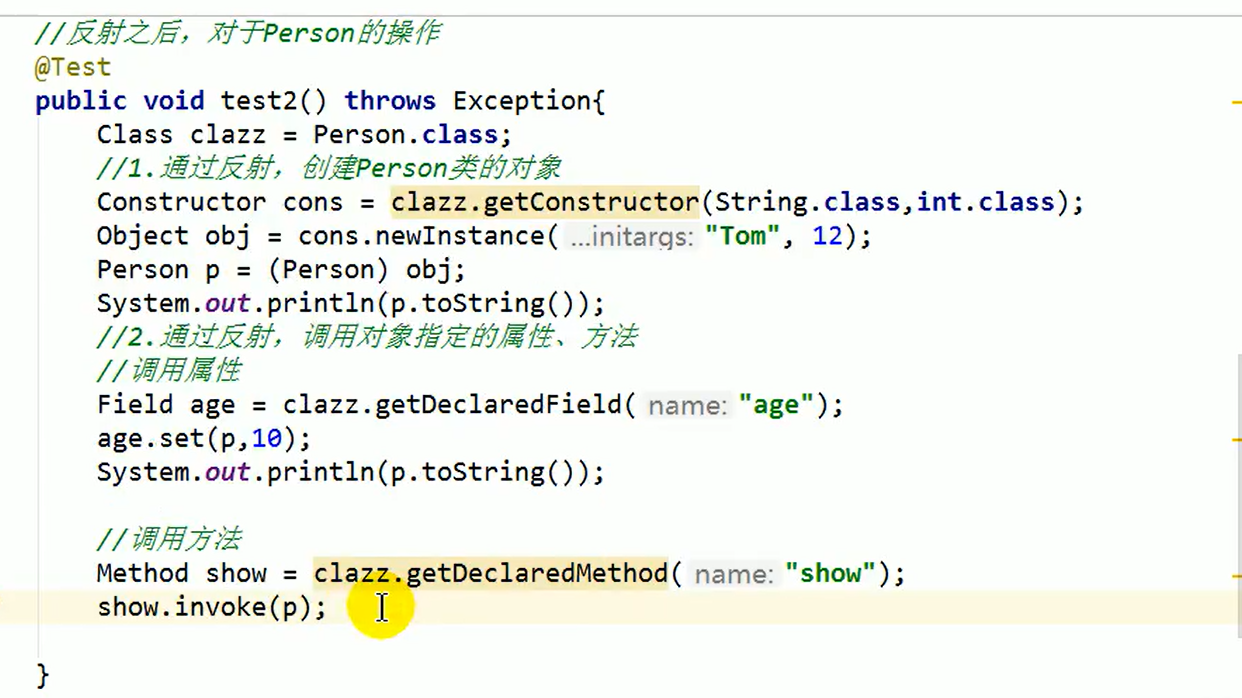 //反射之后，对于Person的操作
@Test
public void test2() throws Exception{
Class clazz = Person.class;
//1.通过反射，创建Person类的对象
Constructor cons = clazz.getConstructor(String.class,int.class);
Object obj = cons.newInstance( ...initargs: "Tom", 12);
Person p = (Person) obj;
System.out.println(p.toString());
//2.通过反射，调用对象指定的属性、方法
//调用属性
Field age = clazz.getDeclaredField( name: "age");
age.set(p,10);
System.out.println(p.toString());
//调用方法
Method show = clazz.getDeclaredMethod( name: "show");
show.invoke(p);
}